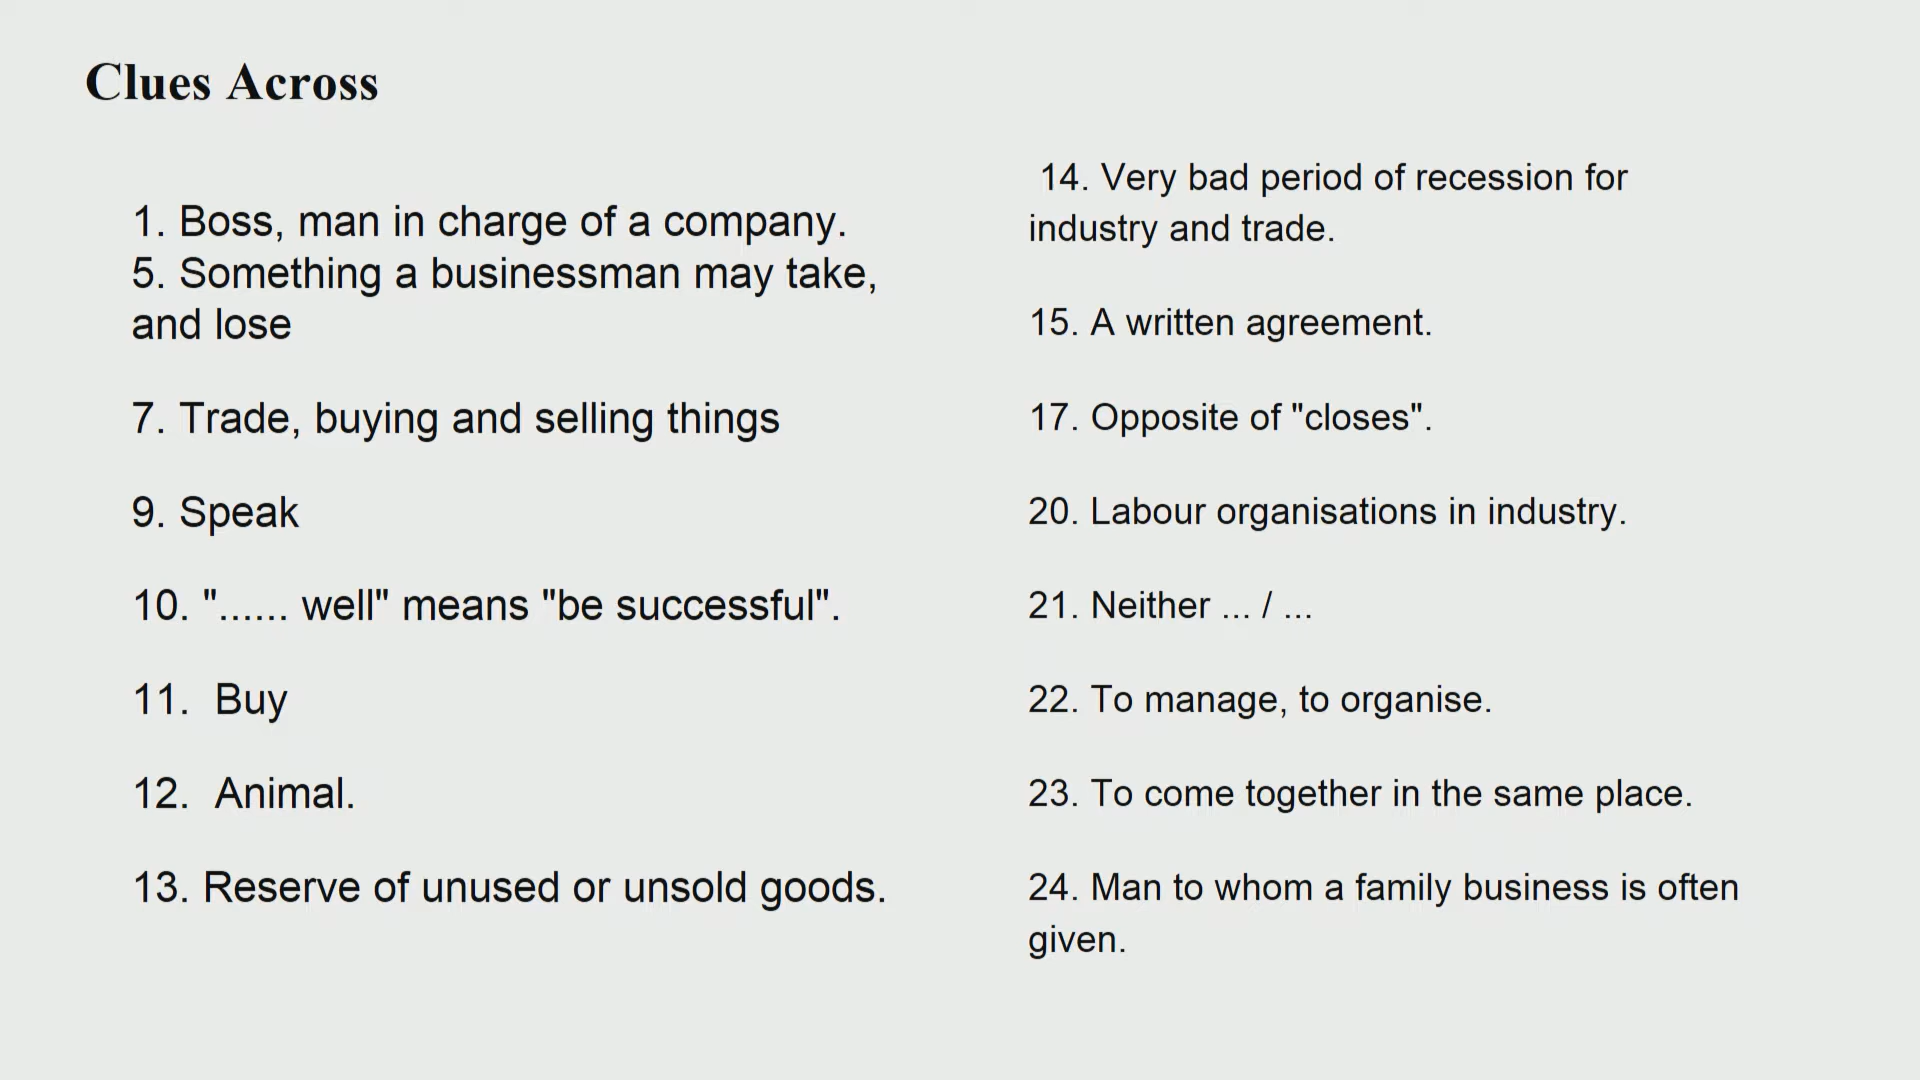 Clues Across
1. Boss, man in charge of a company.
5. Something a businessman may take,
and lose
7. Trade, buying and selling things
9. Speak
10. "...... well" means "be successful".
11. Buy
12. Animal.
13. Reserve of unused or unsold goods.
14. Very bad period of recession for
industry and trade.
15. A written agreement.
17. Opposite of "closes".
20. Labour organisations in industry.
21. Neither ... / ...
22. To manage, to organise.
23. To come together in the same place.
24. Man to whom a family business is often
given.